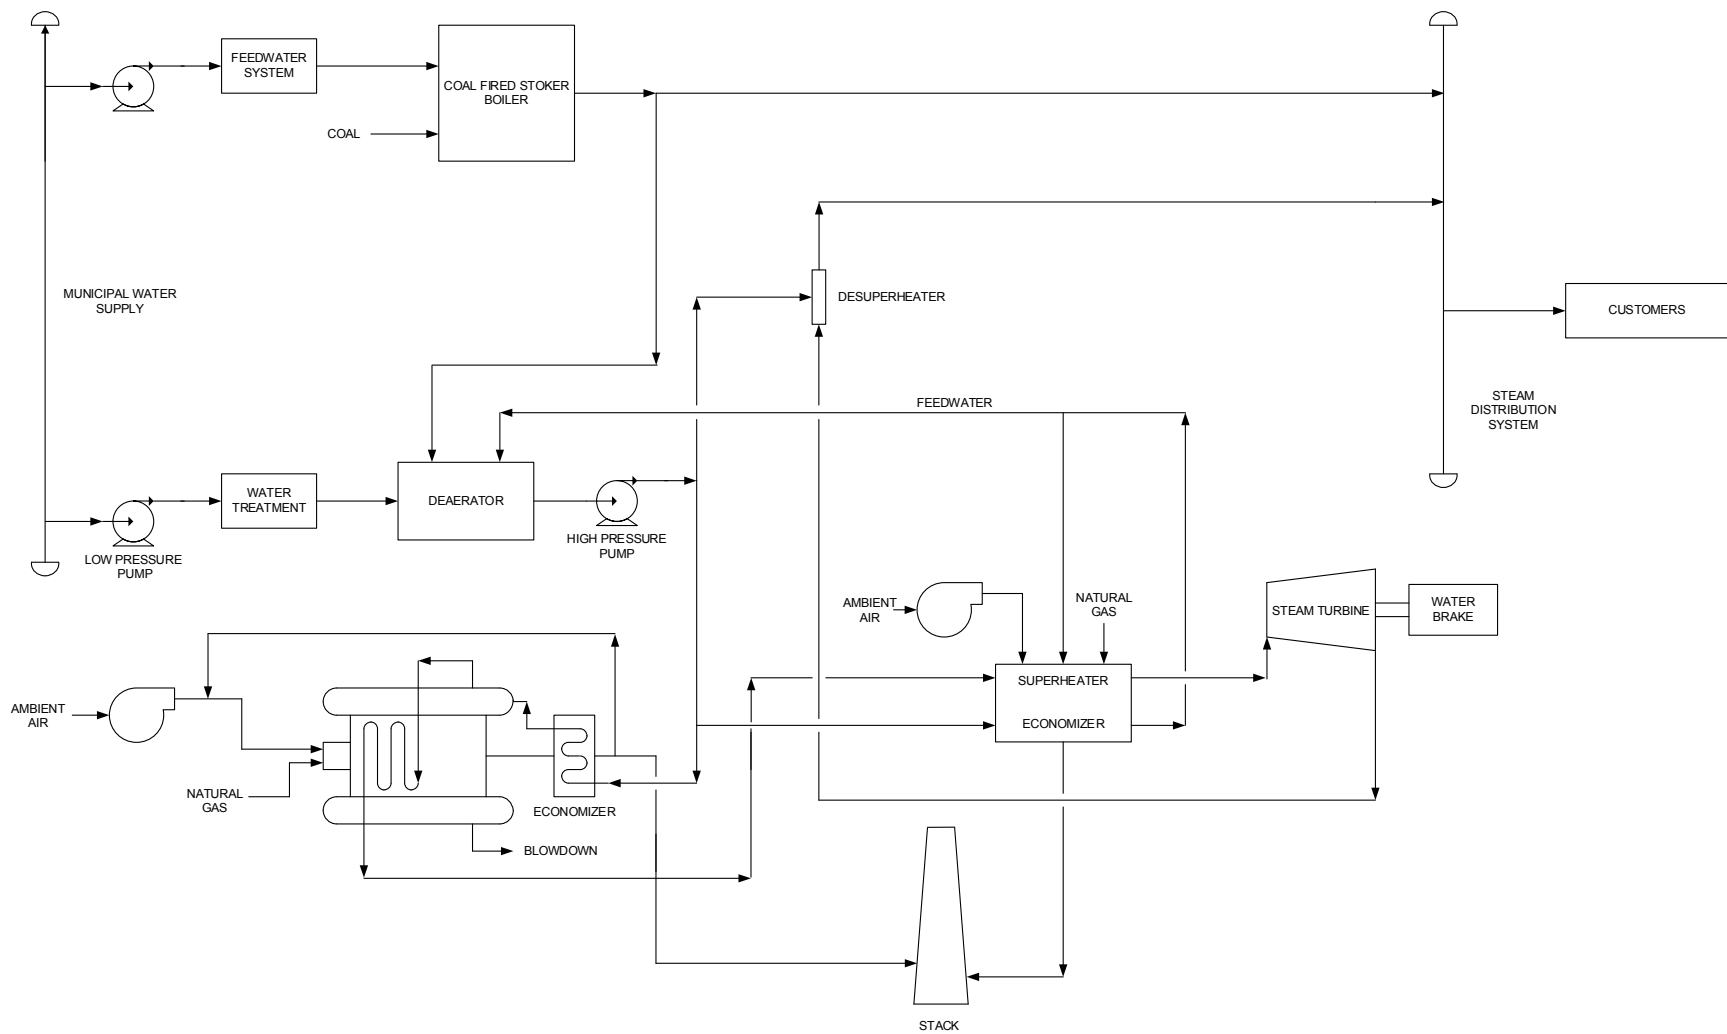 FEEDWATER
SYSTEM
COAL FIRED STOKER
BOILER
COAL
MUNICIPAL WATER
SUPPLY
DESUPERHEATER
CUSTOMERS
FEEDWATER
STEAM
DISTRIBUTION
SYSTEM
WATER
TREATMENT
DEAERATOR
LOW PRESSURE
PUMP
HIGH PRESSURE
PUMP
AMBIENT
AIR
NATURAL
GAS
STEAM TURBINE
WATER
BRAKE
SUPERHEATER
ECONOMIZER
AMBIENT
AIR
NATURAL
GAS
ECONOMIZER
BLOWDOWN
STACK